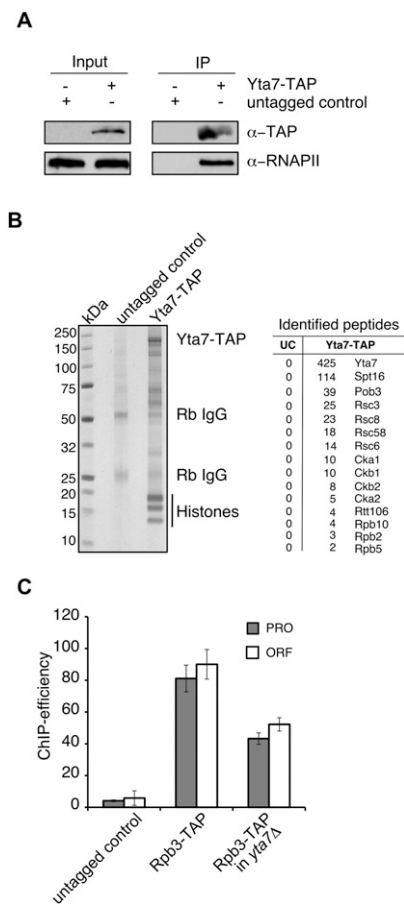 A
Input IP
- + - + Yta7-TAP
+ - + - untagged control
α-TAP
α-RNAPII
B
kDa untagged control Yta7-TAP
250
150
100
75
50
32
25
20
15
10
Yta7-TAP
Rb IgG
Rb IgG
Histones
Identified peptides
UC Yta7-TAP
0 425 Yta7
0 114 Spt16
0 39 Pob3
0 25 Rsc3
0 23 Rsc8
0 18 Rsc58
0 14 Rsc6
0 10 Cka1
0 10 Ckb1
0 8 Ckb2
0 5 Cka2
0 4 Rtt106
0 4 Rpb10
0 3 Rpb2
0 2 Rpb5
C
ChIP-efficiency
120
100
80
60
40
20
0
PRO
ORF
untagged control
Rpb3-TAP
Rpb3-TAP
in yta7Δ